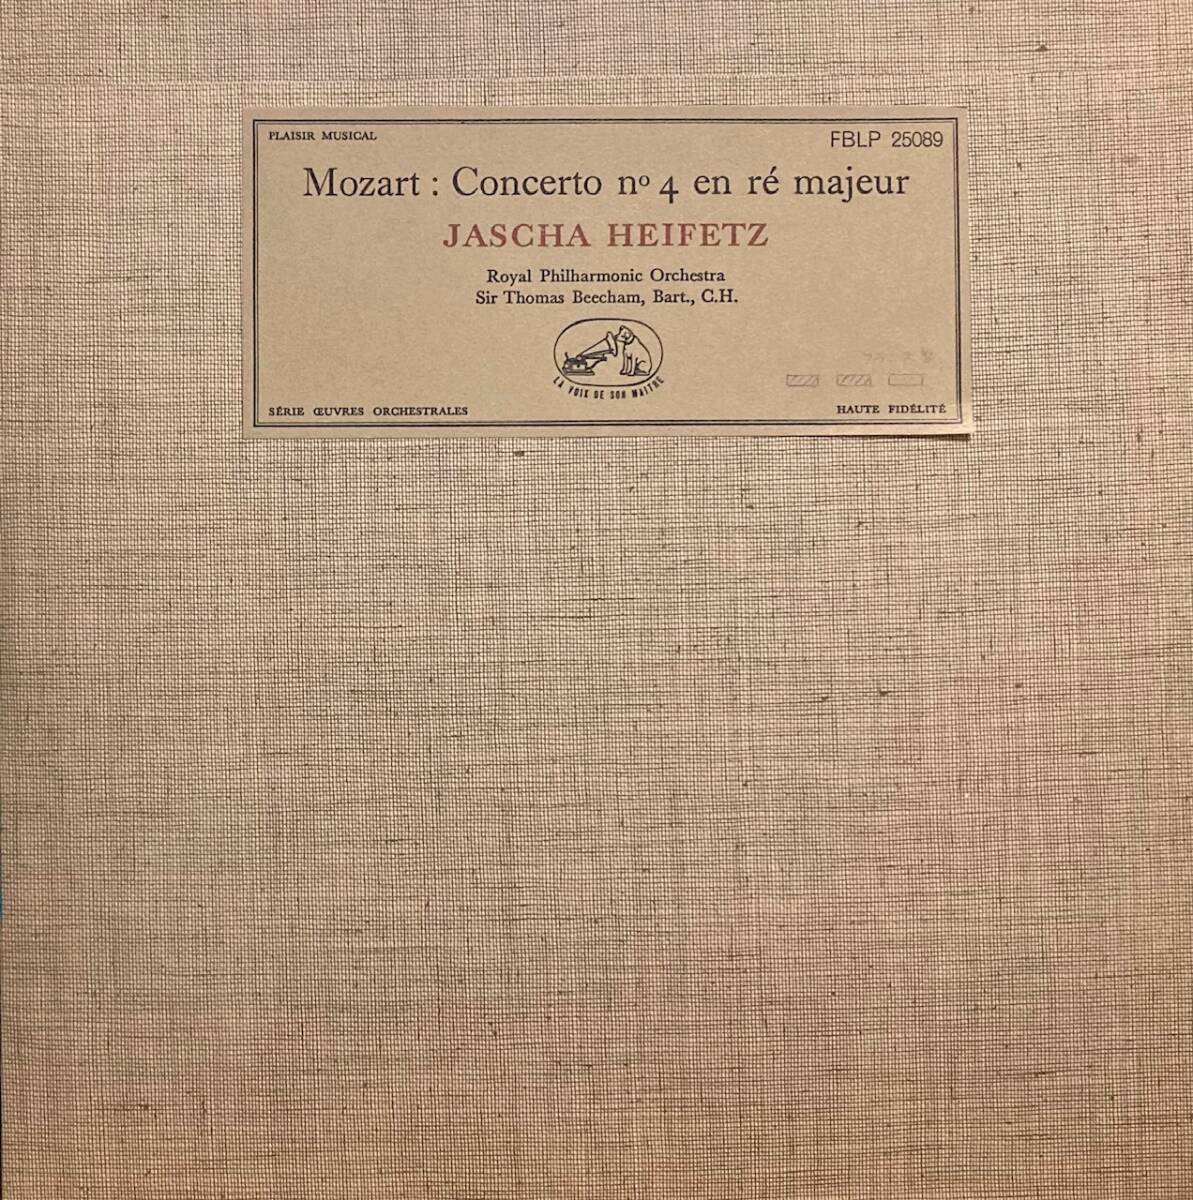 PLAISIR MUSICAL
FBLP 25089
Mozart : Concerto nº 4 en ré majeur
JASCHA HEIFETZ
Royal Philharmonic Orchestra
Sir Thomas Beecham, Bart., C.H.
LA VOIX DE SON MAITRE
SÉRIE ŒUVRES ORCHESTRALES
HAUTE FIDÉLITÉ